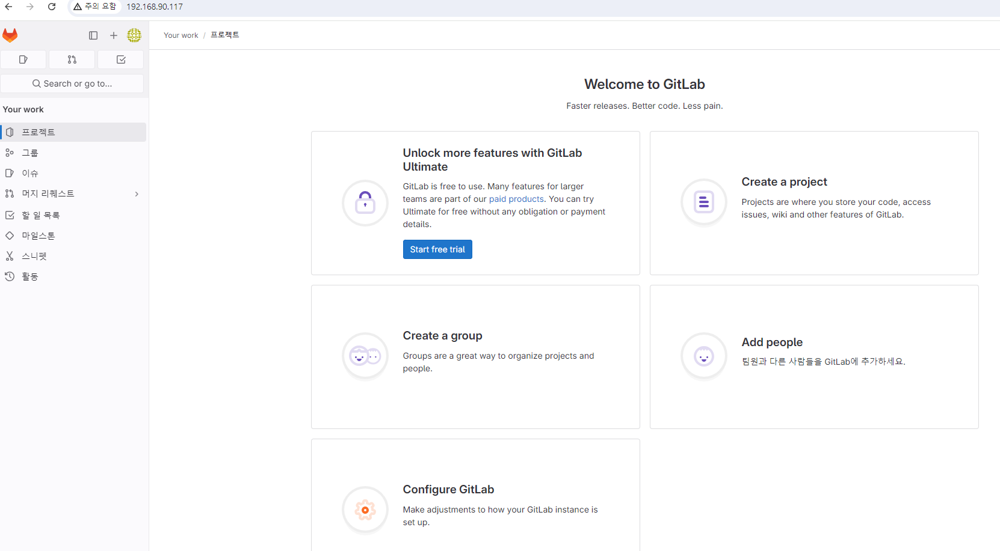 주의 요함 192.168.90.117
Your work / 프로젝트
Search or go to...
Your work
프로젝트
그룹
이슈
머지 리퀘스트
할 일 목록
마일스톤
스니펫
활동
Welcome to GitLab
Faster releases. Better code. Less pain.
Unlock more features with GitLab
Ultimate
GitLab is free to use. Many features for larger
teams are part of our paid products. You can try
Ultimate for free without any obligation or payment
details.
Start free trial
Create a project
Projects are where you store your code, access
issues, wiki and other features of GitLab.
Create a group
Groups are a great way to organize projects and
people.
Add people
팀원과 다른 사람들을 GitLab에 추가하세요.
Configure GitLab
Make adjustments to how your GitLab instance is
set up.